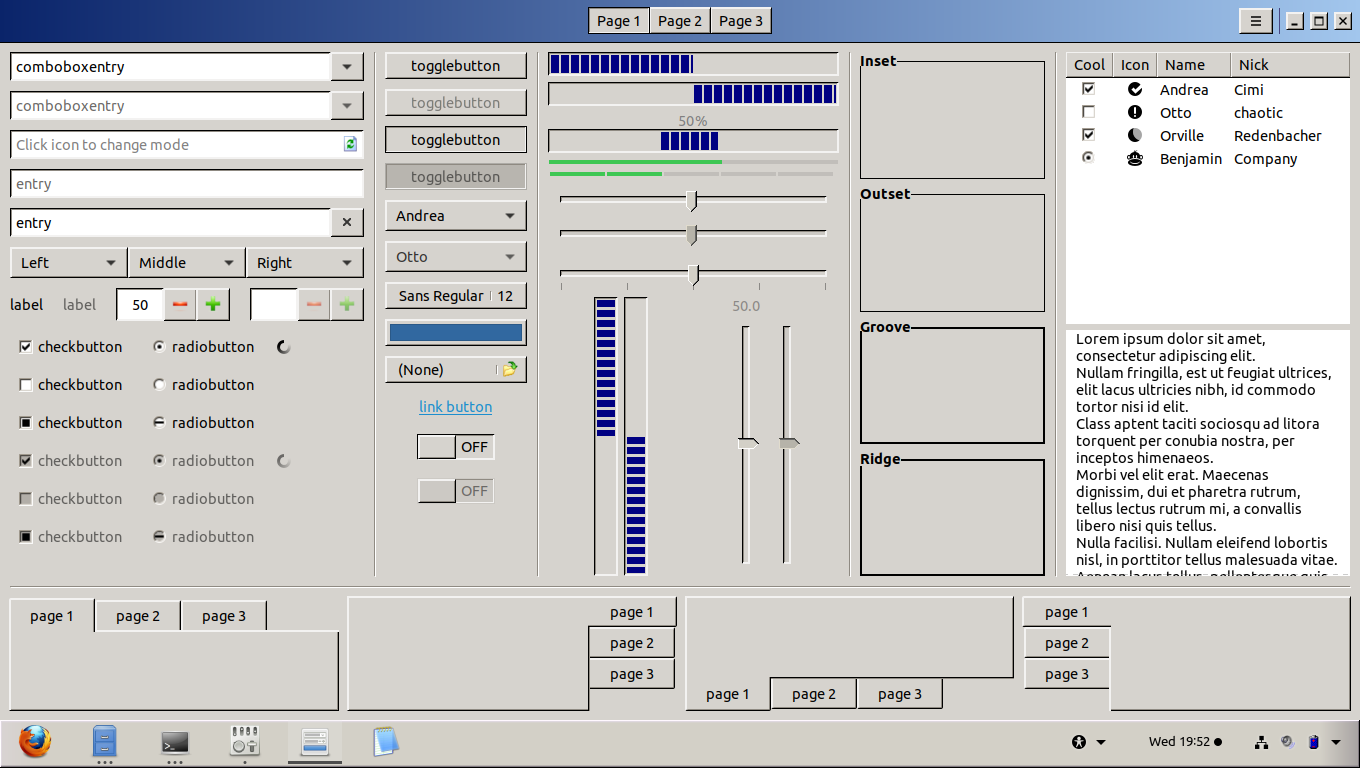 Page 1 Page 2 Page 3
comboboxentry
comboboxentry
Click icon to change mode
entry
entry
Left Middle Right
label label 50
checkbutton radiobutton
checkbutton radiobutton
checkbutton radiobutton
checkbutton radiobutton
checkbutton radiobutton
checkbutton radiobutton
togglebutton
togglebutton
togglebutton
togglebutton
Andrea
Otto
Sans Regular 12
(None)
link button
OFF
OFF
50%
50.0
Inset
Outset
Groove
Ridge
Cool Icon Name Nick
Andrea Cimi
Otto chaotic
Orville Redenbacher
Benjamin Company
Lorem ipsum dolor sit amet,
consectetur adipiscing elit.
Nullam fringilla, est ut feugiat ultrices,
elit lacus ultricies nibh, id commodo
tortor nisi id elit.
Class aptent taciti sociosqu ad litora
torquent per conubia nostra, per
inceptos himenaeos.
Morbi vel elit erat. Maecenas
dignissim, dui et pharetra rutrum,
tellus lectus rutrum mi, a convallis
libero nisi quis tellus.
Nulla facilisi. Nullam eleifend lobortis
nisl, in porttitor tellus malesuada vitae.
Aenean lacus tellus, pellentesque quis
page 1 page 2 page 3
page 1
page 2
page 3
page 1 page 2 page 3
page 1
page 2
page 3
Wed 19:52